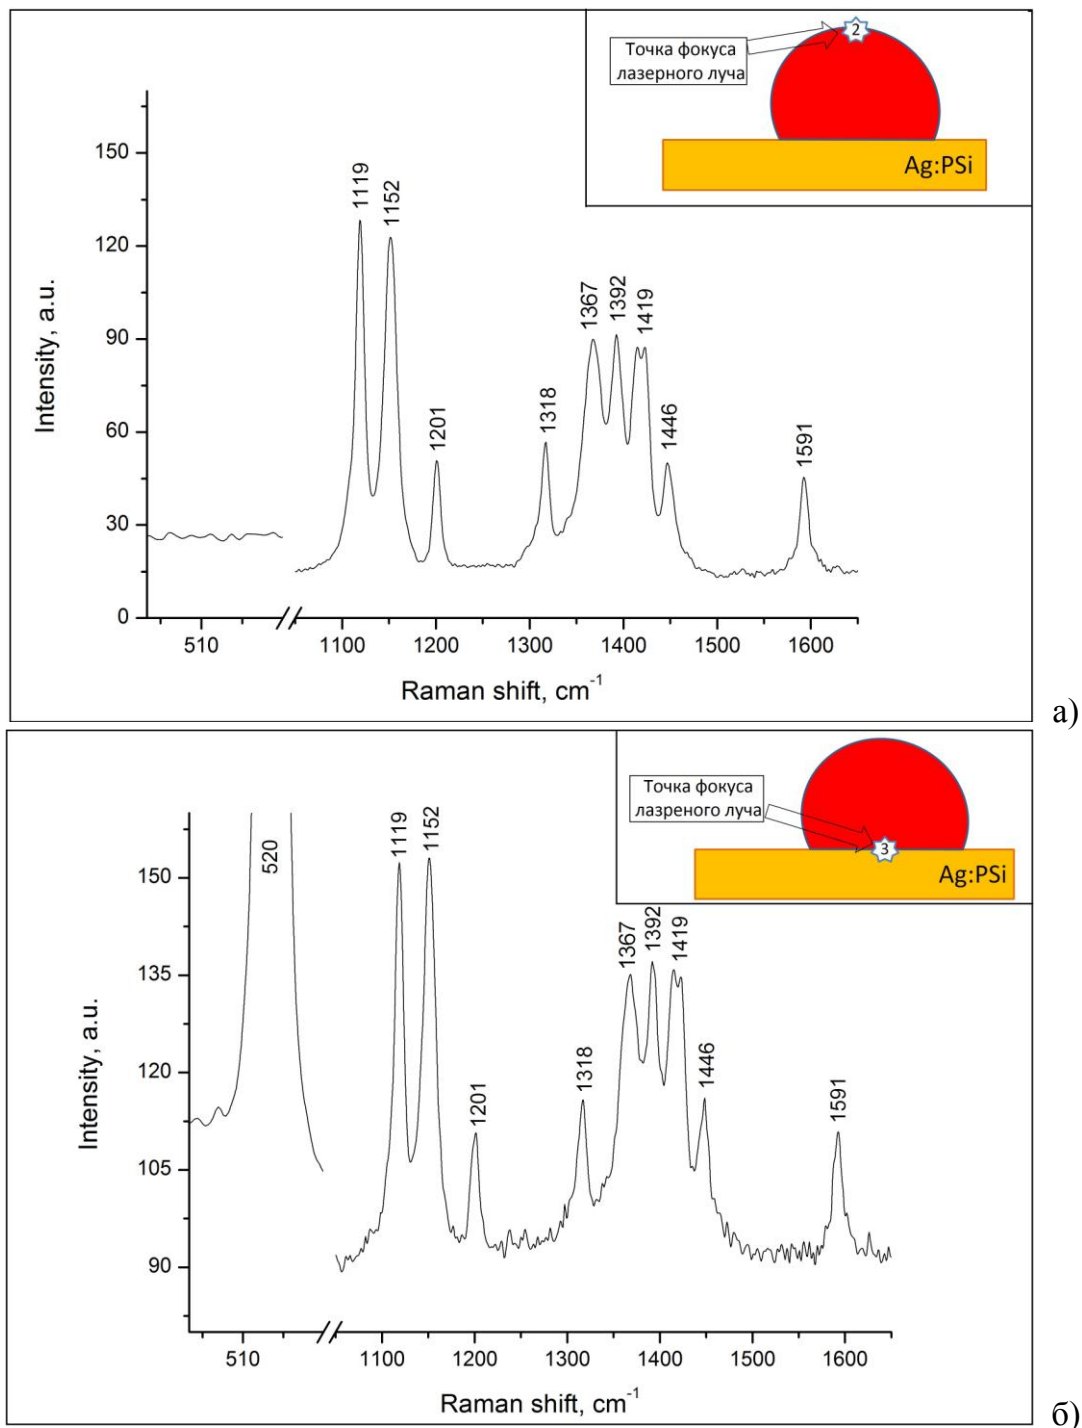 Точка фокуса
лазерного луча
2
Ag:PSi
Intensity, a.u.
150
120
90
60
30
0
1119
1152
1201
1318
1367
1392
1419
1446
1591
510 1100 1200 1300 1400 1500 1600
Raman shift, cm⁻¹
а)
Точка фокуса
лазреного луча
3
Ag:PSi
Intensity, a.u.
150
135
120
105
90
520
1119
1152
1201
1318
1367
1392
1419
1446
1591
510 1100 1200 1300 1400 1500 1600
Raman shift, cm⁻¹
б)